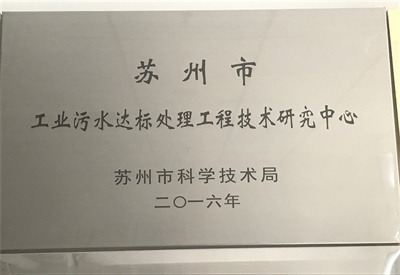 苏州市
工业污水达标处理工程技术研究中心
苏州市科学技术局
二〇一六年